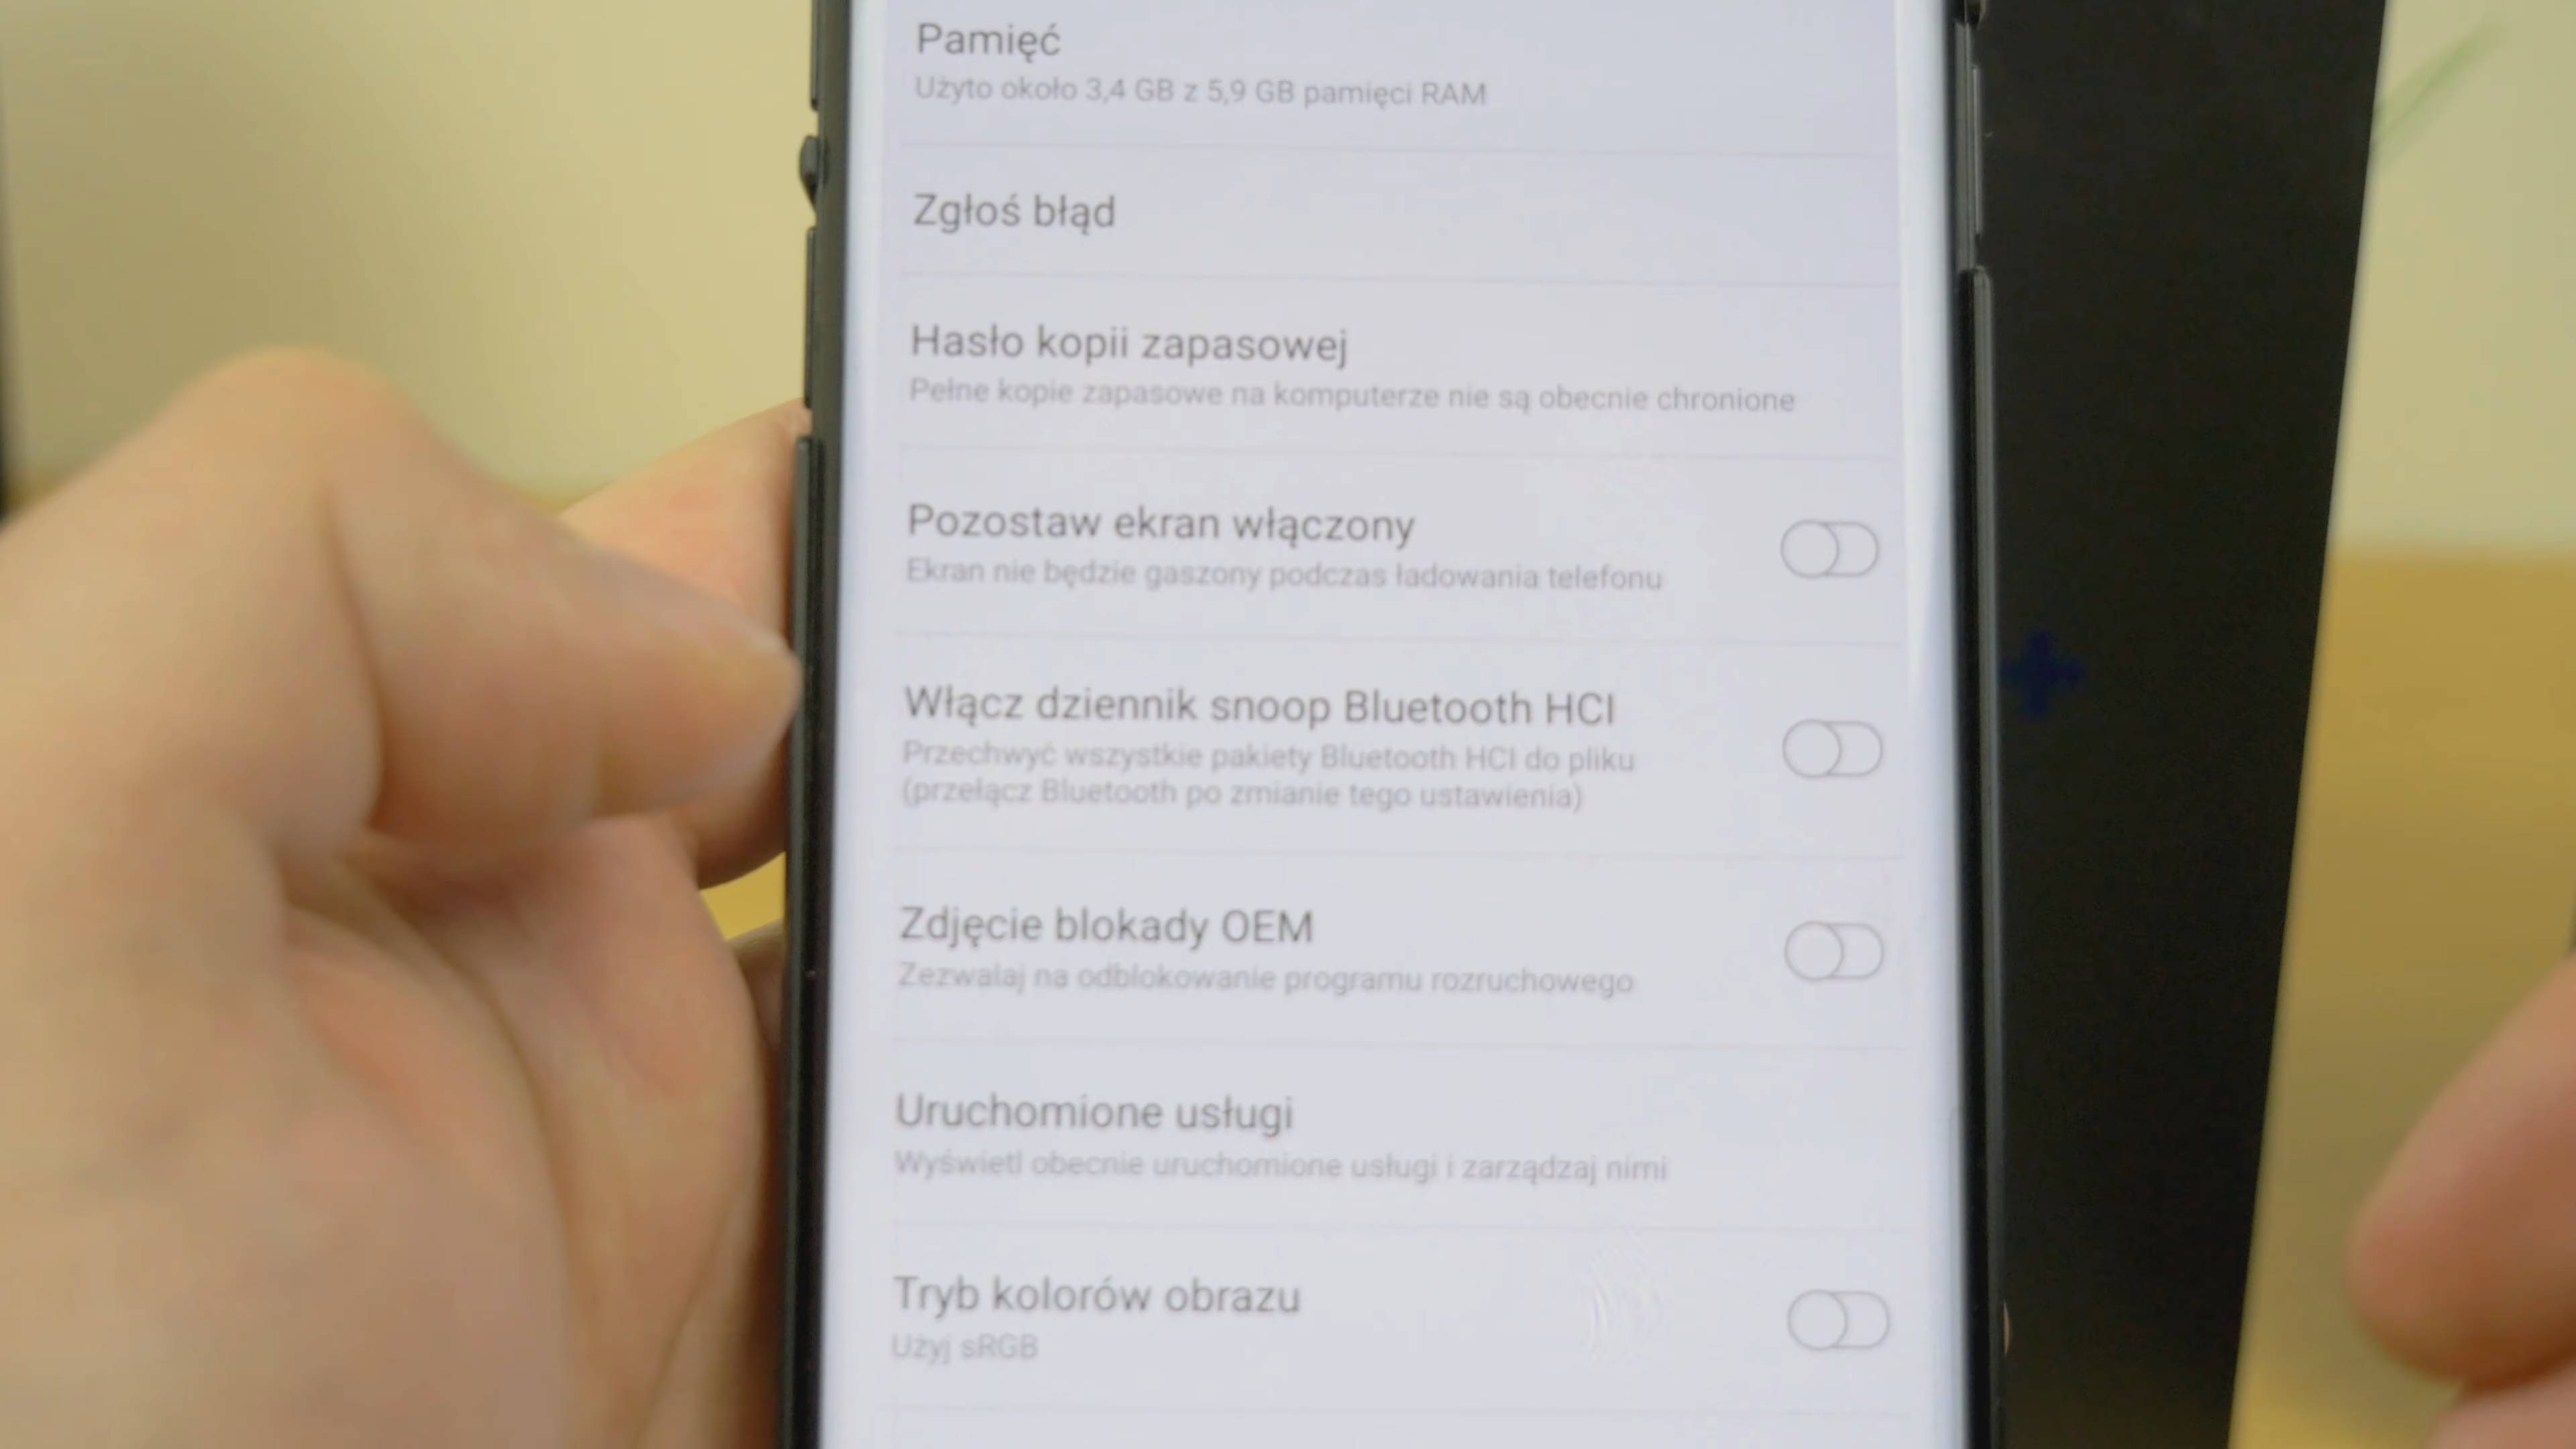 Pamięć
Użyto około 3,4 GB z 5,9 GB pamięci RAM
Zgłoś błąd
Hasło kopii zapasowej
Pełne kopie zapasowe na komputerze nie są obecnie chronione
Pozostaw ekran włączony
Ekran nie będzie gaszony podczas ładowania telefonu
Włącz dziennik snoop Bluetooth HCI
Przechwyć wszystkie pakiety Bluetooth HCI do pliku
(przełącz Bluetooth po zmianie tego ustawienia)
Zdjęcie blokady OEM
Zezwalaj na odblokowanie programu rozruchowego
Uruchomione usługi
Wyświetl obecnie uruchomione usługi i zarządzaj nimi
Tryb kolorów obrazu
Użyj sRGB